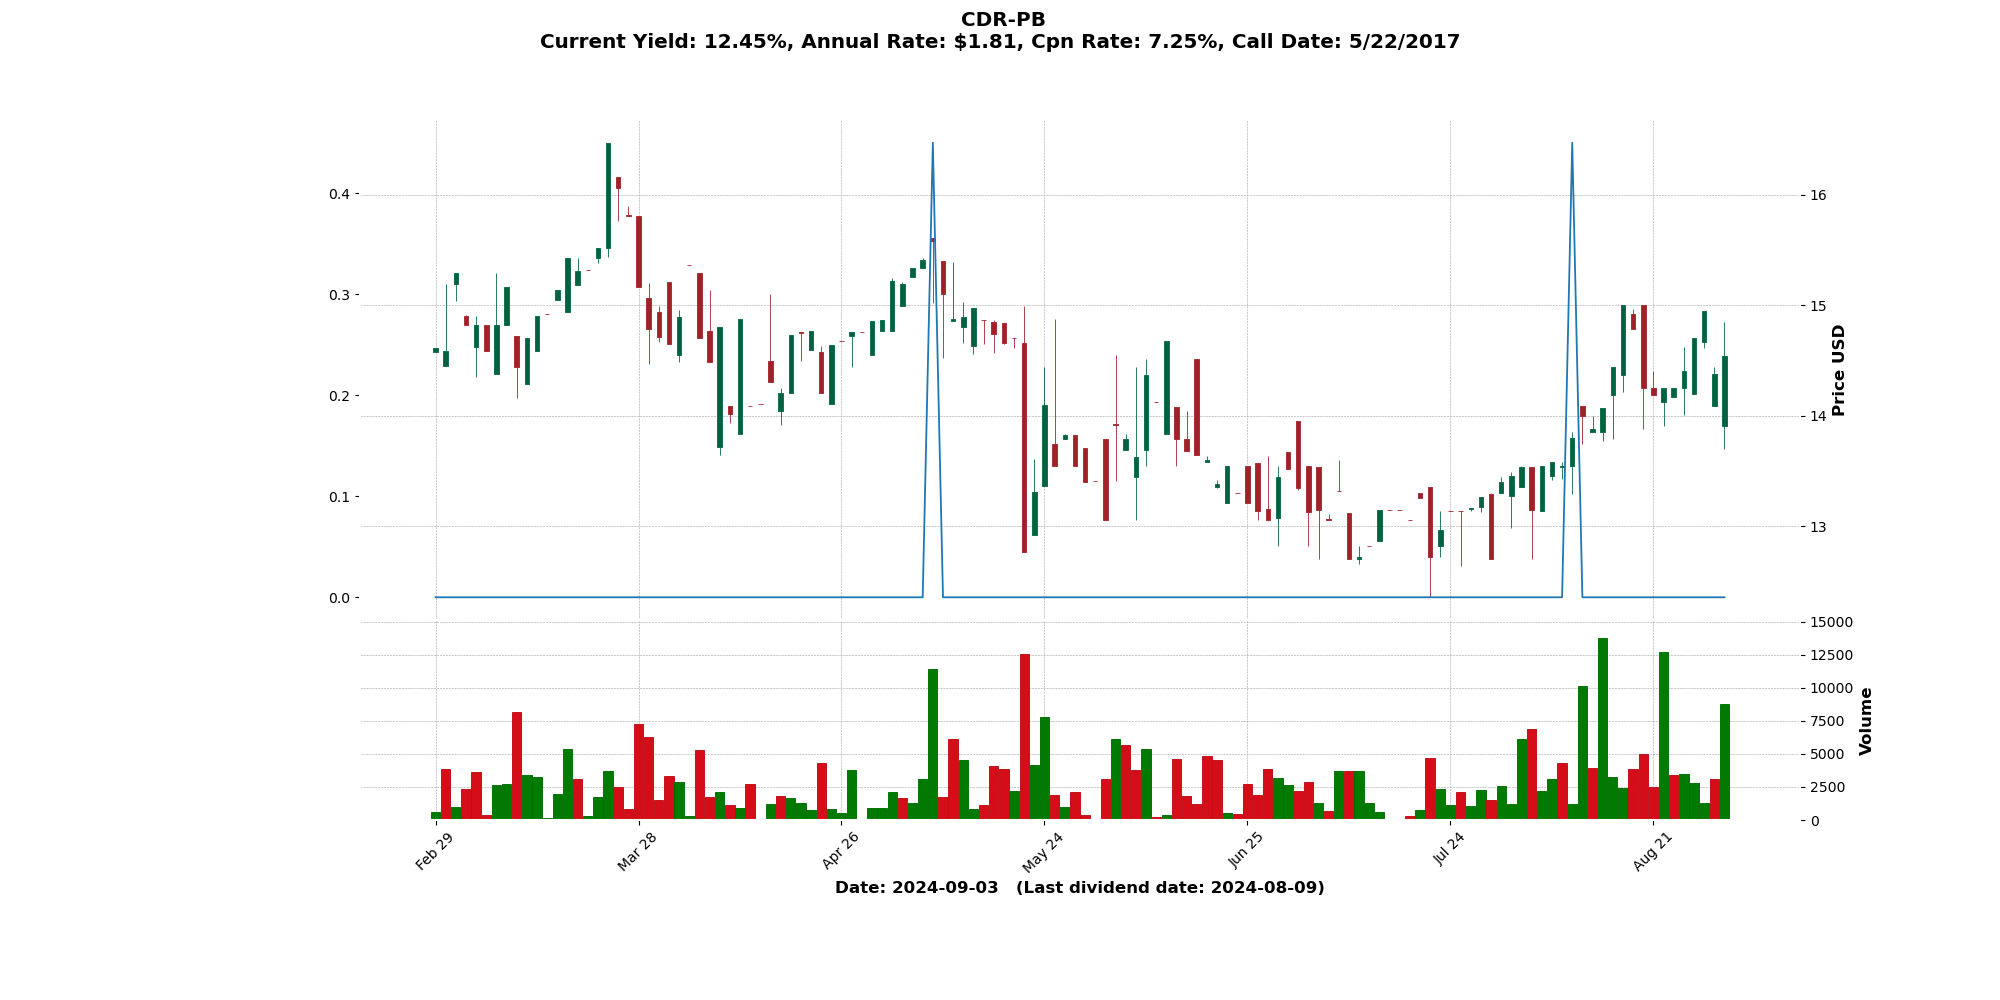 CDR-PB
Current Yield: 12.45%, Annual Rate: $1.81, Cpn Rate: 7.25%, Call Date: 5/22/2017
0.4
0.3
0.2
0.1
0.0
16
15
14
13
Price USD
15000
12500
10000
7500
5000
2500
0
Volume
Feb 29
Mar 28
Apr 26
May 24
Jun 25
Jul 24
Aug 21
Date: 2024-09-03   (Last dividend date: 2024-08-09)